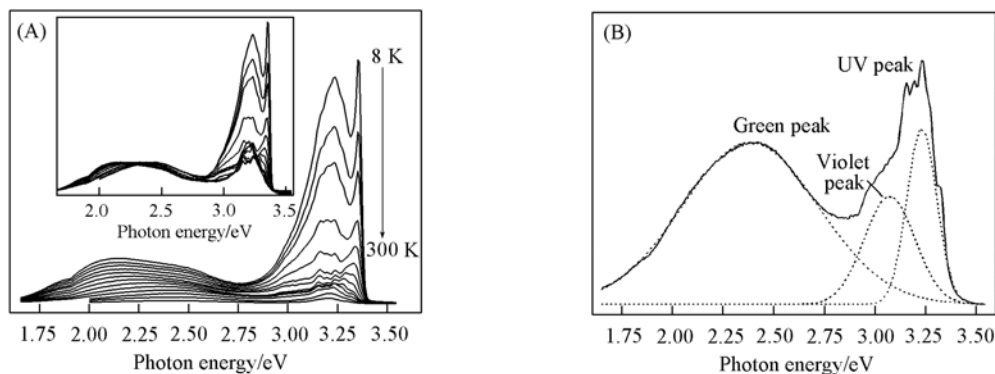 (A)
8 K
300 K
2.0 2.5 3.0 3.5
Photon energy/eV
1.75 2.00 2.25 2.50 2.75 3.00 3.25 3.50
Photon energy/eV
(B)
UV peak
Green peak
Violet
peak
1.75 2.00 2.25 2.50 2.75 3.00 3.25 3.50
Photon energy/eV